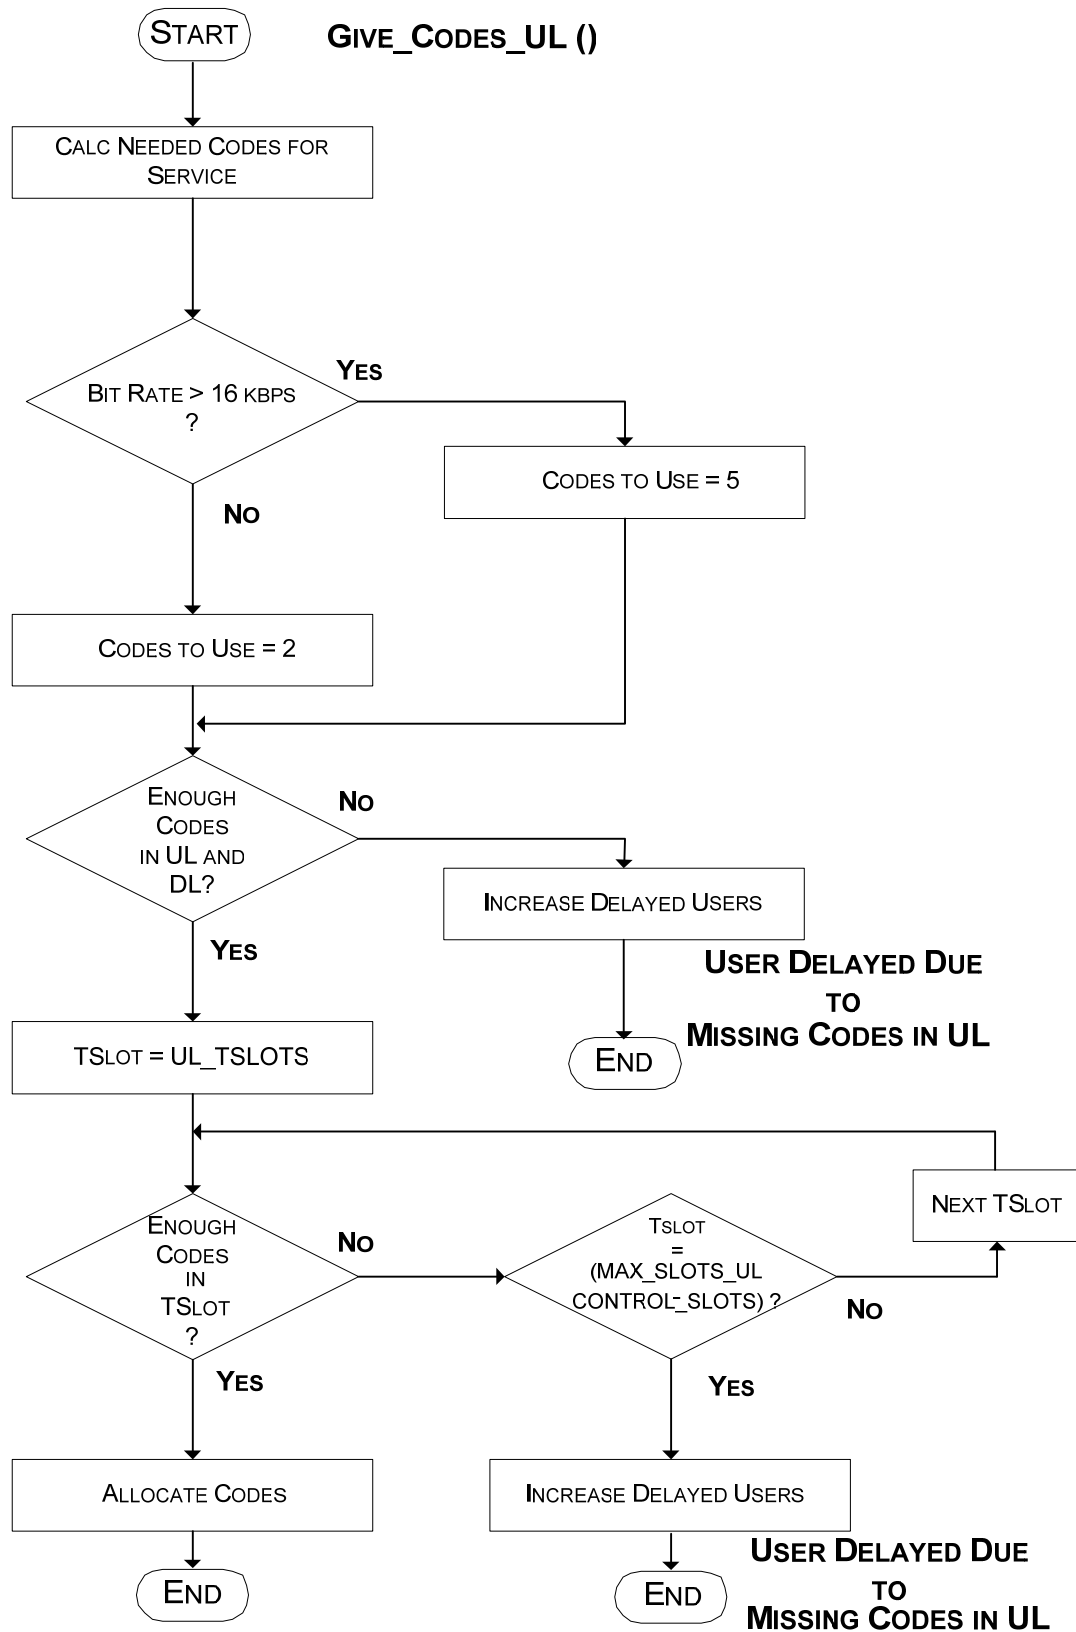 START
GIVE_CODES_UL ()
CALC NEEDED CODES FOR
SERVICE
YES
BIT RATE > 16 KBPS
?
CODES TO USE = 5
NO
CODES TO USE = 2
ENOUGH
CODES
IN UL AND
DL?
NO
INCREASE DELAYED USERS
YES
USER DELAYED DUE
TO
MISSING CODES IN UL
TSLOT = UL_TSLOTS
END
NEXT TSLOT
ENOUGH
CODES
IN
TSLOT
?
NO
TSLOT
=
(MAX_SLOTS_UL
-
CONTROL_SLOTS) ?
NO
YES
YES
ALLOCATE CODES
INCREASE DELAYED USERS
USER DELAYED DUE
TO
MISSING CODES IN UL
END
END